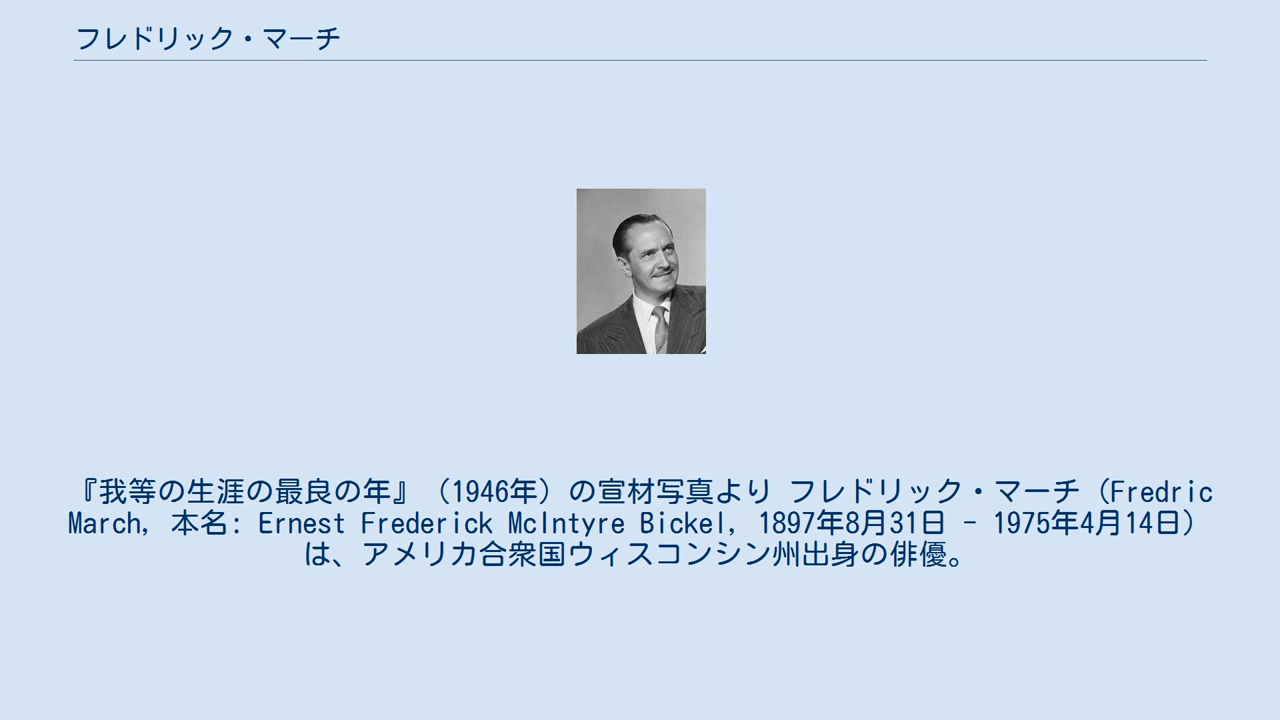 フレドリック・マーチ
『我等の生涯の最良の年』（1946年）の宣材写真より フレドリック・マーチ（Fredric
March, 本名: Ernest Frederick McIntyre Bickel, 1897年8月31日 - 1975年4月14日）
は、アメリカ合衆国ウィスコンシン州出身の俳優。